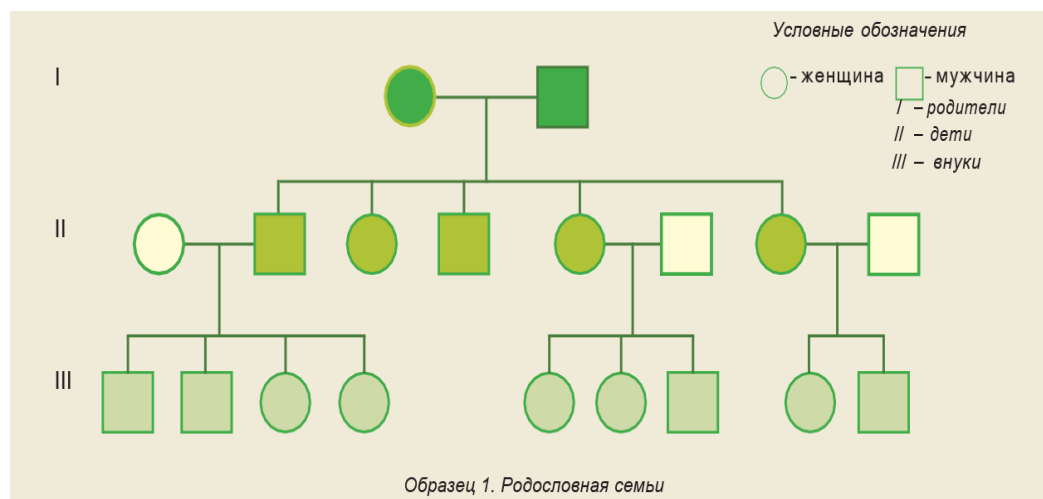 Условные обозначения
I
- женщина - мужчина
I – родители
II – дети
III – внуки
II
III
Образец 1. Родословная семьи